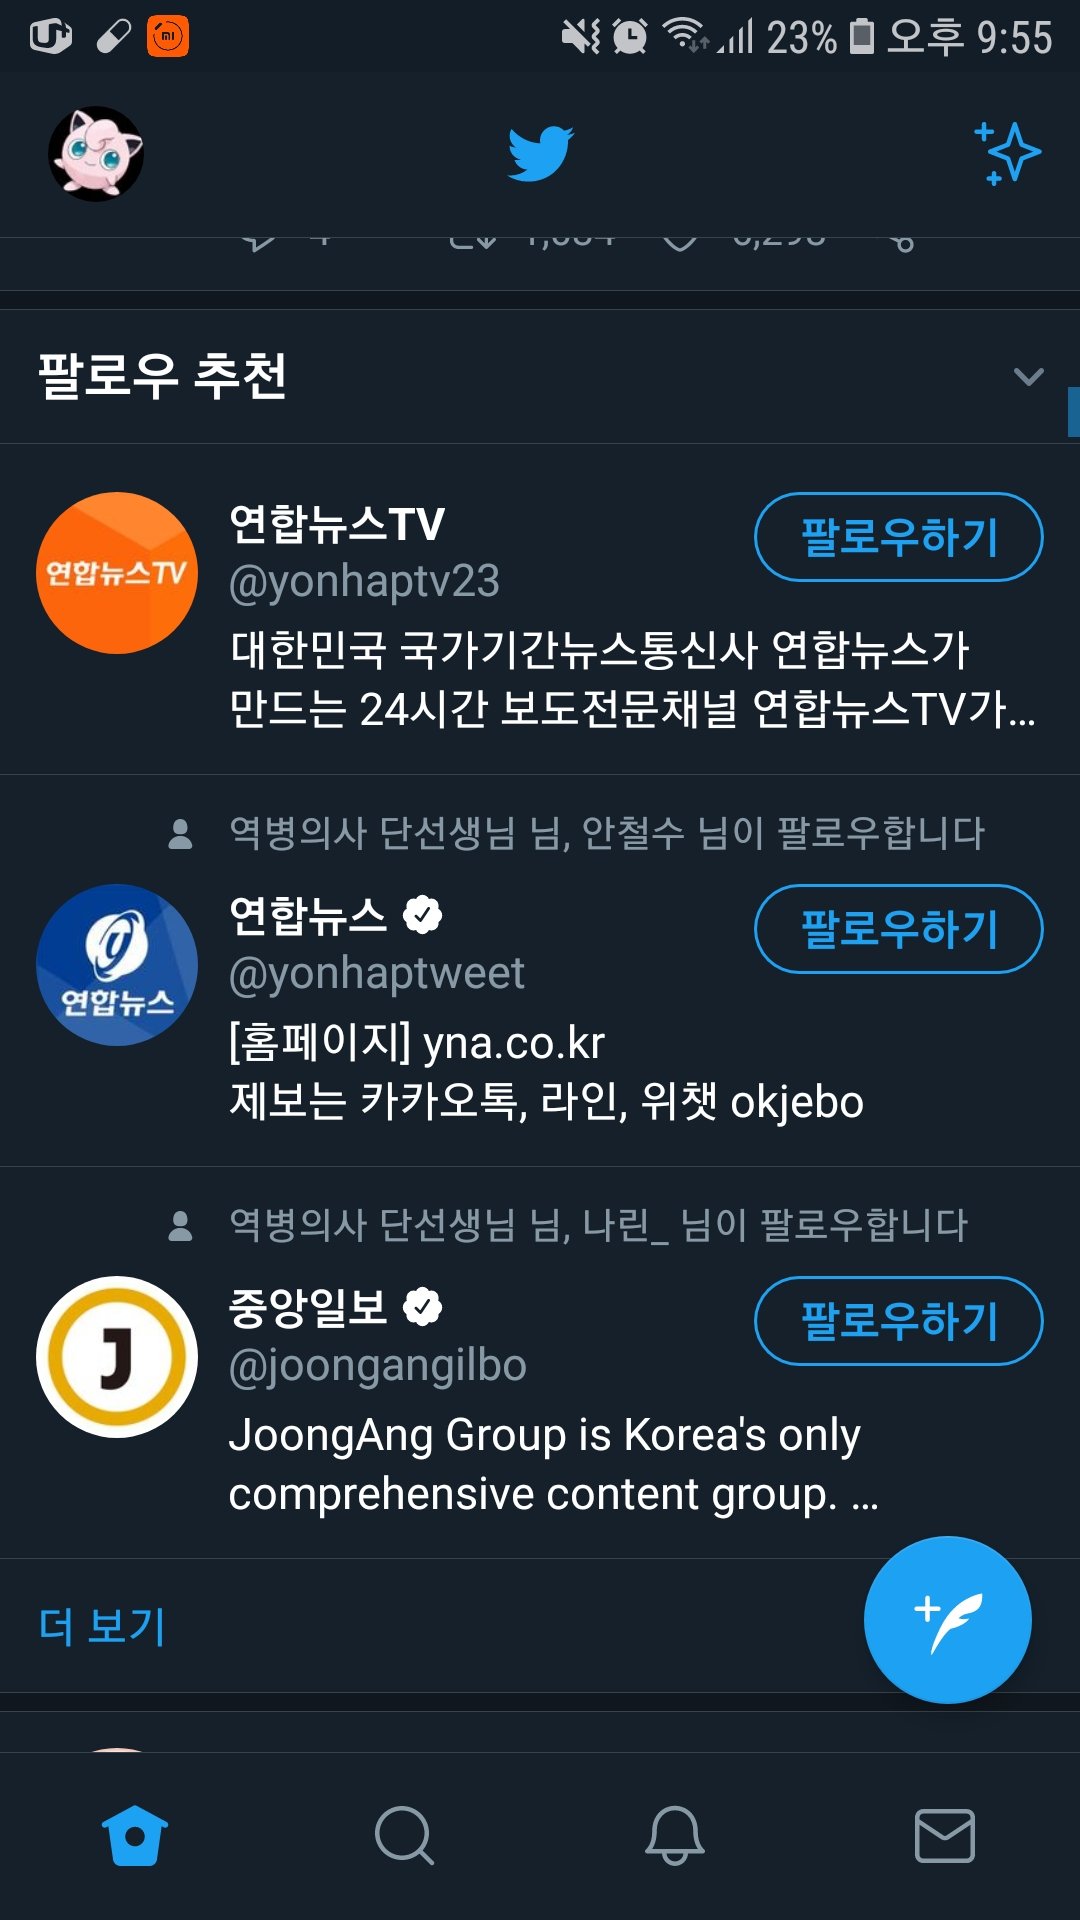 23% 오후 9:55
팔로우 추천
연합뉴스TV
연합뉴스TV
@yonhaptv23
팔로우하기
대한민국 국가기간뉴스통신사 연합뉴스가
만드는 24시간 보도전문채널 연합뉴스TV가...
역병의사 단선생님 님, 안철수 님이 팔로우합니다
연합뉴스
연합뉴스
@yonhaptweet
팔로우하기
[홈페이지] yna.co.kr
제보는 카카오톡, 라인, 위챗 okjebo
역병의사 단선생님 님, 나린_ 님이 팔로우합니다
J
중앙일보
@joongangilbo
팔로우하기
JoongAng Group is Korea's only
comprehensive content group. ...
더 보기